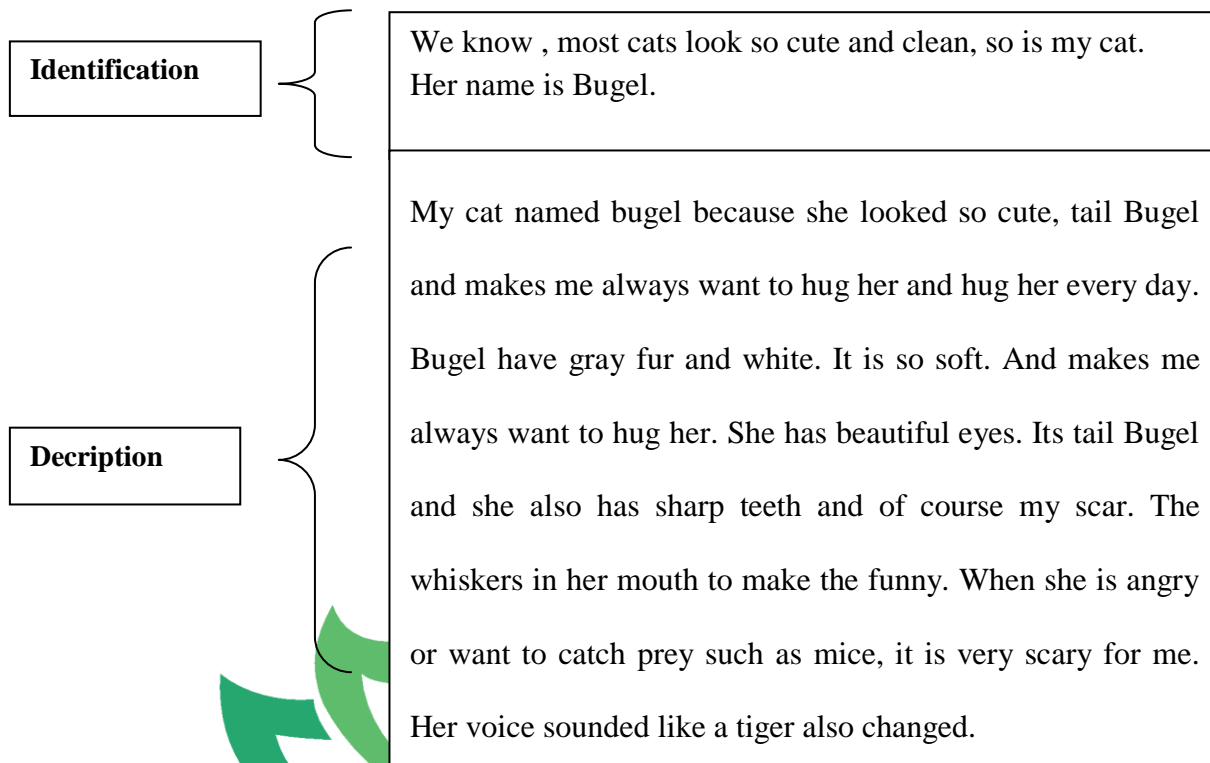 Identification
We know , most cats look so cute and clean, so is my cat.
Her name is Bugel.
Decription
My cat named bugel because she looked so cute, tail Bugel
and makes me always want to hug her and hug her every day.
Bugel have gray fur and white. It is so soft. And makes me
always want to hug her. She has beautiful eyes. Its tail Bugel
and she also has sharp teeth and of course my scar. The
whiskers in her mouth to make the funny. When she is angry
or want to catch prey such as mice, it is very scary for me.
Her voice sounded like a tiger also changed.